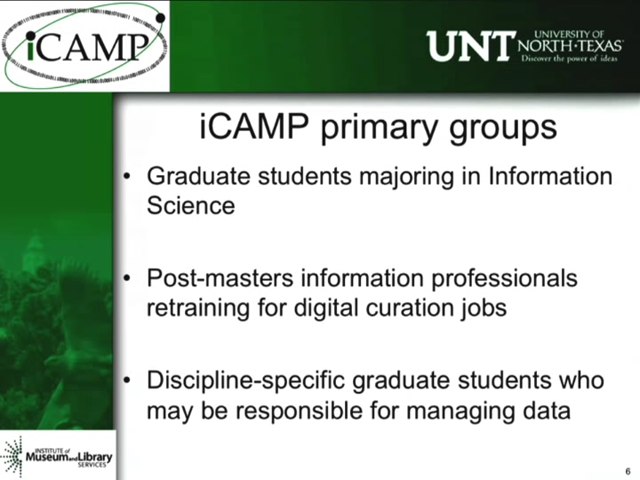 iCAMP
UNT
UNIVERSITY OF
NORTH·TEXAS
Discover the power of ideas
iCAMP primary groups
• Graduate students majoring in Information
Science
• Post-masters information professionals
retraining for digital curation jobs
• Discipline-specific graduate students who
may be responsible for managing data
INSTITUTE of
Museum and Library
SERVICES
6